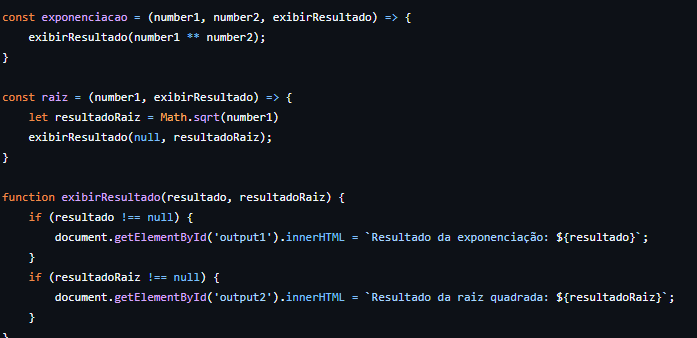 const exponenciacao = (number1, number2, exibirResultado) => {
    exibirResultado(number1 ** number2);
}

const raiz = (number1, exibirResultado) => {
    let resultadoRaiz = Math.sqrt(number1)
    exibirResultado(null, resultadoRaiz);
}

function exibirResultado(resultado, resultadoRaiz) {
    if (resultado !== null) {
        document.getElementById('output1').innerHTML = `Resultado da exponenciação: ${resultado}`;
    }
    if (resultadoRaiz !== null) {
        document.getElementById('output2').innerHTML = `Resultado da raiz quadrada: ${resultadoRaiz}`;
    }
}